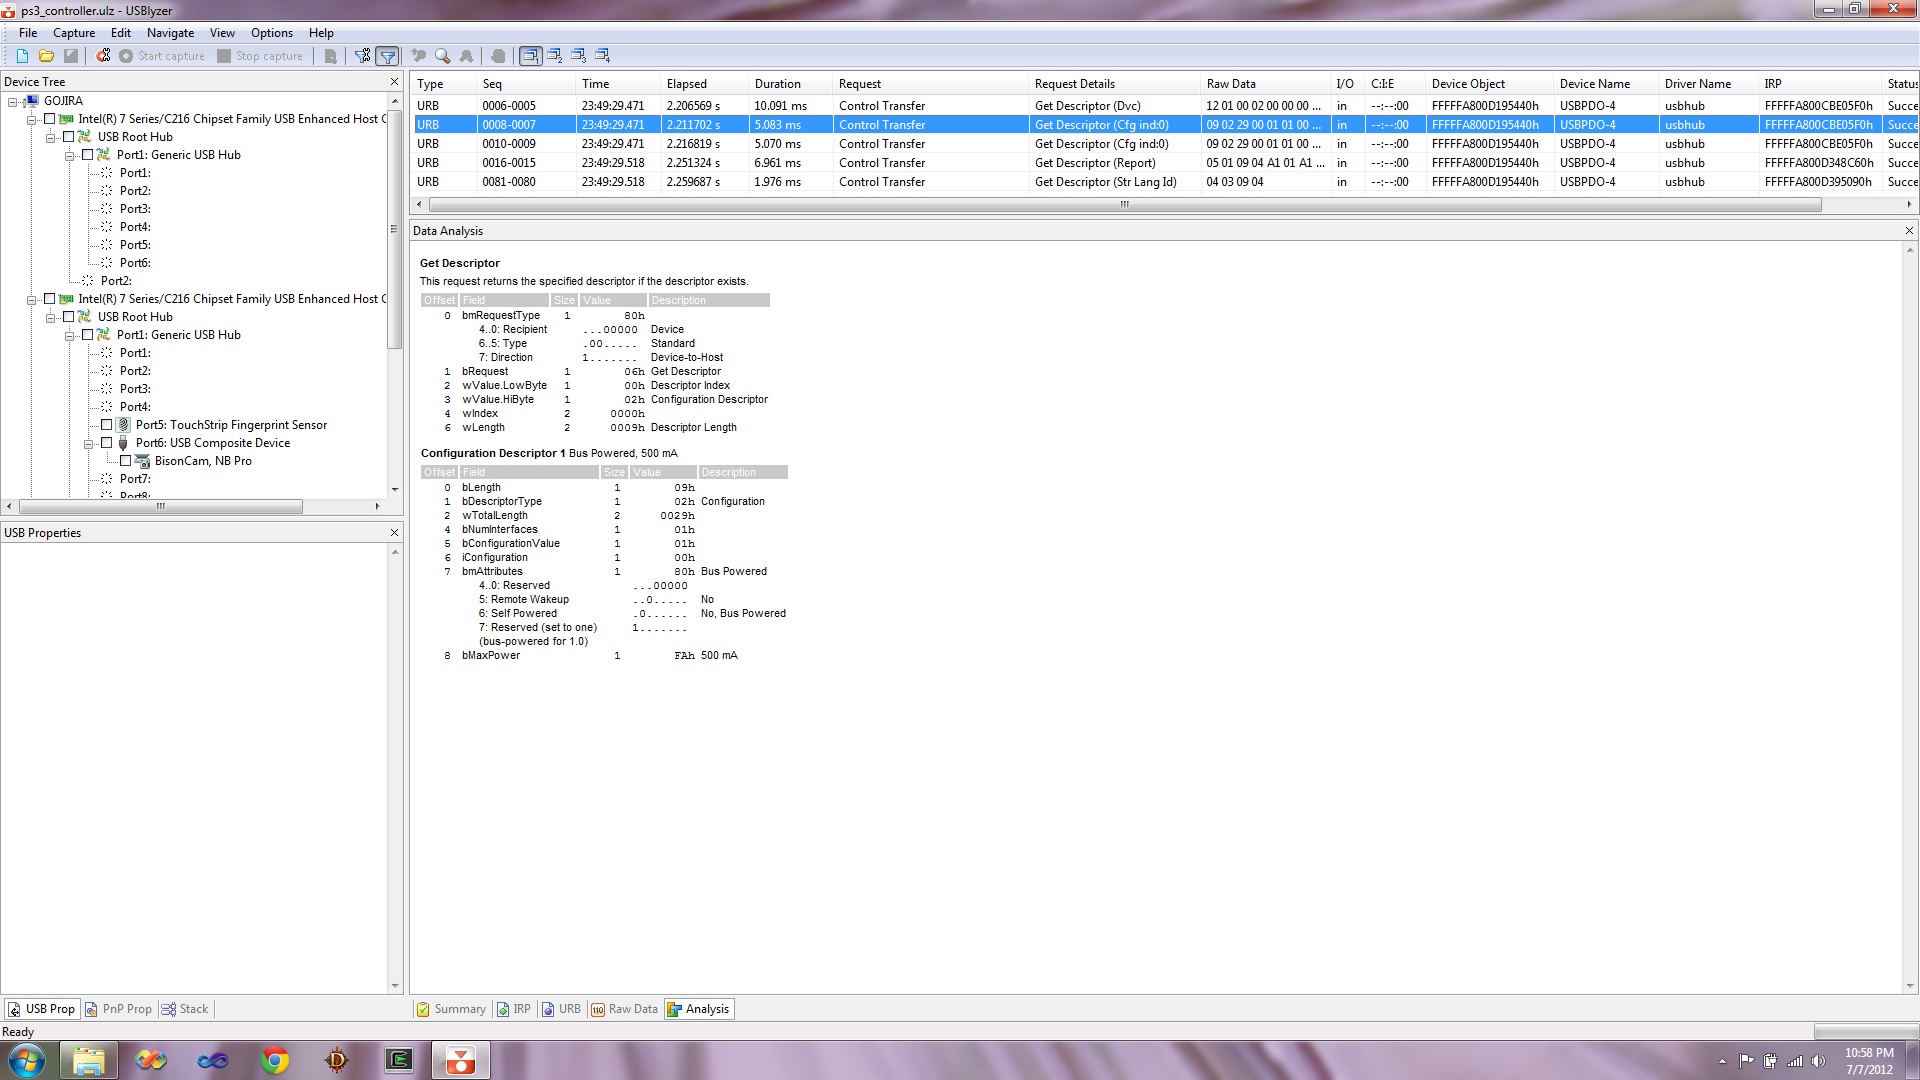 ps3_controller.ulz - USBlyzer
File Capture Edit Navigate View Options Help
Start capture Stop capture
Device Tree
GOJIRA
Intel(R) 7 Series/C216 Chipset Family USB Enhanced Host C
USB Root Hub
Port1: Generic USB Hub
Port1:
Port2:
Port3:
Port4:
Port5:
Port6:
Port2:
Intel(R) 7 Series/C216 Chipset Family USB Enhanced Host C
USB Root Hub
Port1: Generic USB Hub
Port1:
Port2:
Port3:
Port4:
Port5: TouchStrip Fingerprint Sensor
Port6: USB Composite Device
BisonCam, NB Pro
Port7:
Port8:
USB Properties
USB Prop PnP Prop Stack
Type Seq Time Elapsed Duration Request Request Details Raw Data I/O C:I:E Device Object Device Name Driver Name IRP Status
URB 0006-0005 23:49:29.471 2.206569 s 10.091 ms Control Transfer Get Descriptor (Dvc) 12 01 00 02 00 00 00 ... in --:--:00 FFFFFA800D195440h USBPDO-4 usbhub FFFFFA800CBE05F0h Succe
URB 0008-0007 23:49:29.471 2.211702 s 5.083 ms Control Transfer Get Descriptor (Cfg ind:0) 09 02 29 00 01 01 00 ... in --:--:00 FFFFFA800D195440h USBPDO-4 usbhub FFFFFA800CBE05F0h Succe
URB 0010-0009 23:49:29.471 2.216819 s 5.070 ms Control Transfer Get Descriptor (Cfg ind:0) 09 02 29 00 01 01 00 ... in --:--:00 FFFFFA800D195440h USBPDO-4 usbhub FFFFFA800CBE05F0h Succe
URB 0016-0015 23:49:29.518 2.251324 s 6.961 ms Control Transfer Get Descriptor (Report) 05 01 09 04 A1 01 A1 ... in --:--:00 FFFFFA800D195440h USBPDO-4 usbhub FFFFFA800D348C60h Succe
URB 0081-0080 23:49:29.518 2.259687 s 1.976 ms Control Transfer Get Descriptor (Str Lang Id) 04 03 09 04 in --:--:00 FFFFFA800D195440h USBPDO-4 usbhub FFFFFA800D395090h Succe
Data Analysis
Get Descriptor
This request returns the specified descriptor if the descriptor exists.
Offset Field Size Value Description
0 bmRequestType 1 80h
4..0: Recipient ...00000 Device
6..5: Type .00..... Standard
7: Direction 1....... Device-to-Host
1 bRequest 1 06h Get Descriptor
2 wValue.LowByte 1 00h Descriptor Index
3 wValue.HiByte 1 02h Configuration Descriptor
4 wIndex 2 0000h
6 wLength 2 0009h Descriptor Length
Configuration Descriptor 1 Bus Powered, 500 mA
Offset Field Size Value Description
0 bLength 1 09h
1 bDescriptorType 1 02h Configuration
2 wTotalLength 2 0029h
4 bNumInterfaces 1 01h
5 bConfigurationValue 1 01h
6 iConfiguration 1 00h
7 bmAttributes 1 80h Bus Powered
4..0: Reserved ...00000
5: Remote Wakeup ..0..... No
6: Self Powered .0...... No, Bus Powered
7: Reserved (set to one) 1.......
(bus-powered for 1.0)
8 bMaxPower 1 FAh 500 mA
Summary IRP URB Raw Data Analysis
Ready
10:58 PM
7/7/2012